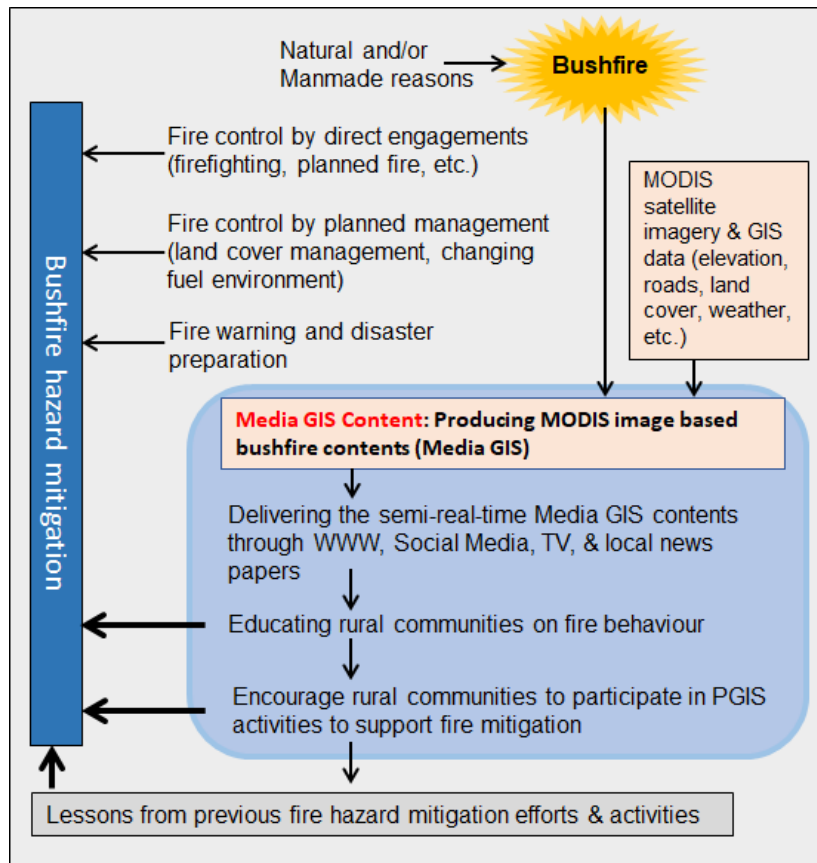 Natural and/or
Manmade reasons
Bushfire
Fire control by direct engagements
(firefighting, planned fire, etc.)
MODIS
satellite
imagery & GIS
data (elevation,
roads, land
cover, weather,
etc.)
Fire control by planned management
(land cover management, changing
fuel environment)
Fire warning and disaster
preparation
Bushfire hazard mitigation
Media GIS Content: Producing MODIS image based
bushfire contents (Media GIS)
Delivering the semi-real-time Media GIS contents
through WWW, Social Media, TV, & local news
papers
Educating rural communities on fire behaviour
Encourage rural communities to participate in PGIS
activities to support fire mitigation
Lessons from previous fire hazard mitigation efforts & activities